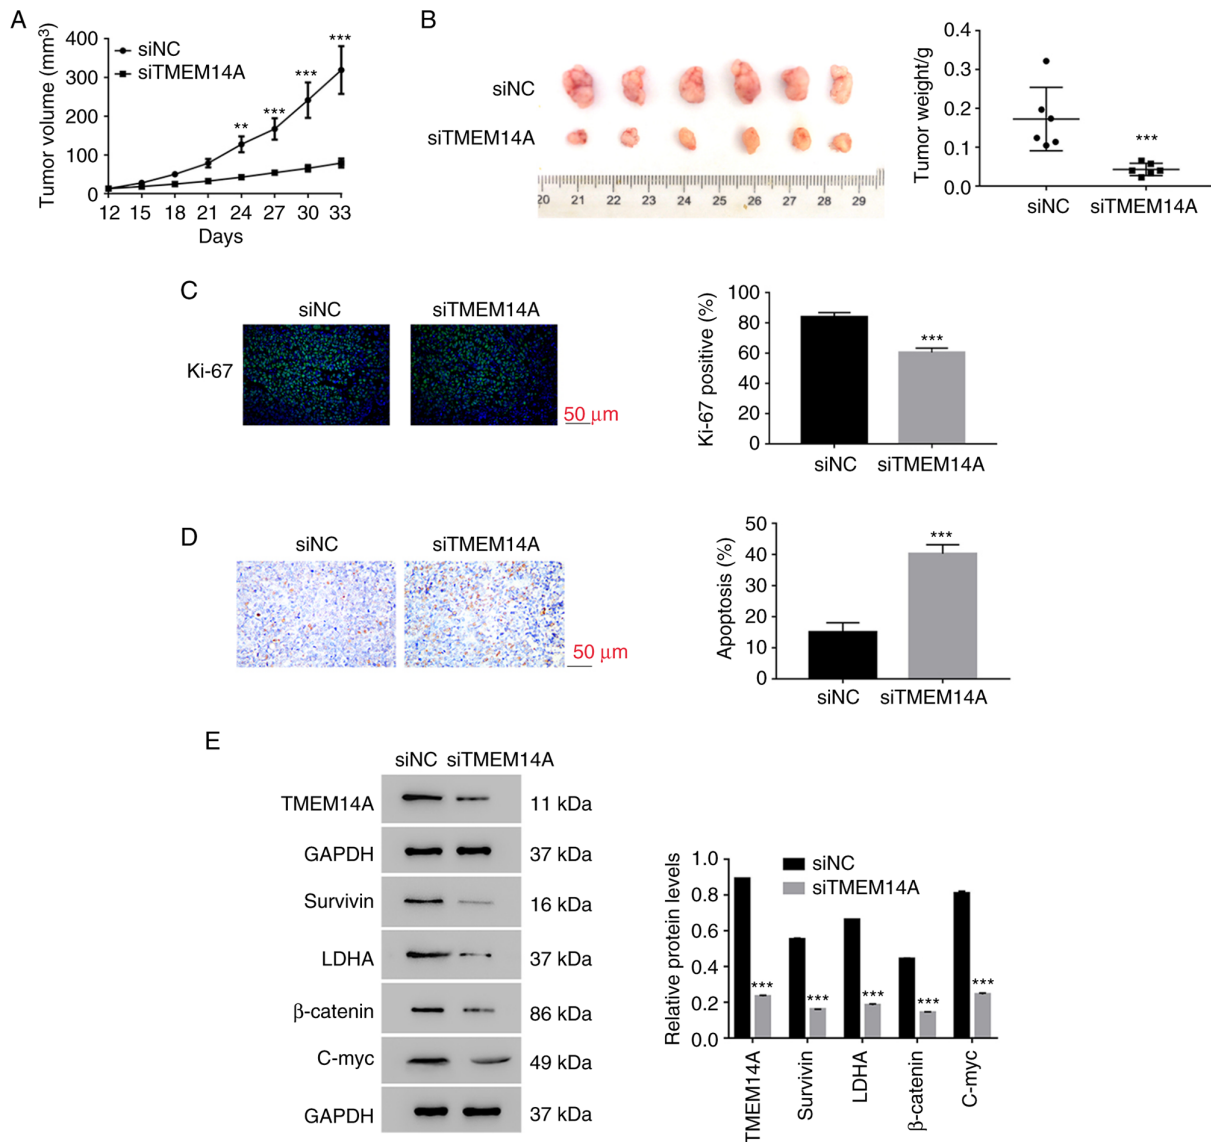 A
Tumor volume (mm³)
400
300
200
100
0
siNC
siTMEM14A
**
***
***
***
12 15 18 21 24 27 30 33
Days
B
siNC
siTMEM14A
20 21 22 23 24 25 26 27 28 29
Tumor weight/g
0.4
0.3
0.2
0.1
0.0
***
siNC siTMEM14A
C
siNC siTMEM14A
Ki-67
50 μm
Ki-67 positive (%)
100
80
60
40
20
0
***
siNC siTMEM14A
D
siNC siTMEM14A
50 μm
Apoptosis (%)
50
40
30
20
10
0
***
siNC siTMEM14A
E
siNC siTMEM14A
TMEM14A 11 kDa
GAPDH 37 kDa
Survivin 16 kDa
LDHA 37 kDa
β-catenin 86 kDa
C-myc 49 kDa
GAPDH 37 kDa
Relative protein levels
1.0
0.8
0.6
0.4
0.2
0.0
siNC
siTMEM14A
*** *** *** *** ***
TMEM14A
Survivin
LDHA
β-catenin
C-myc